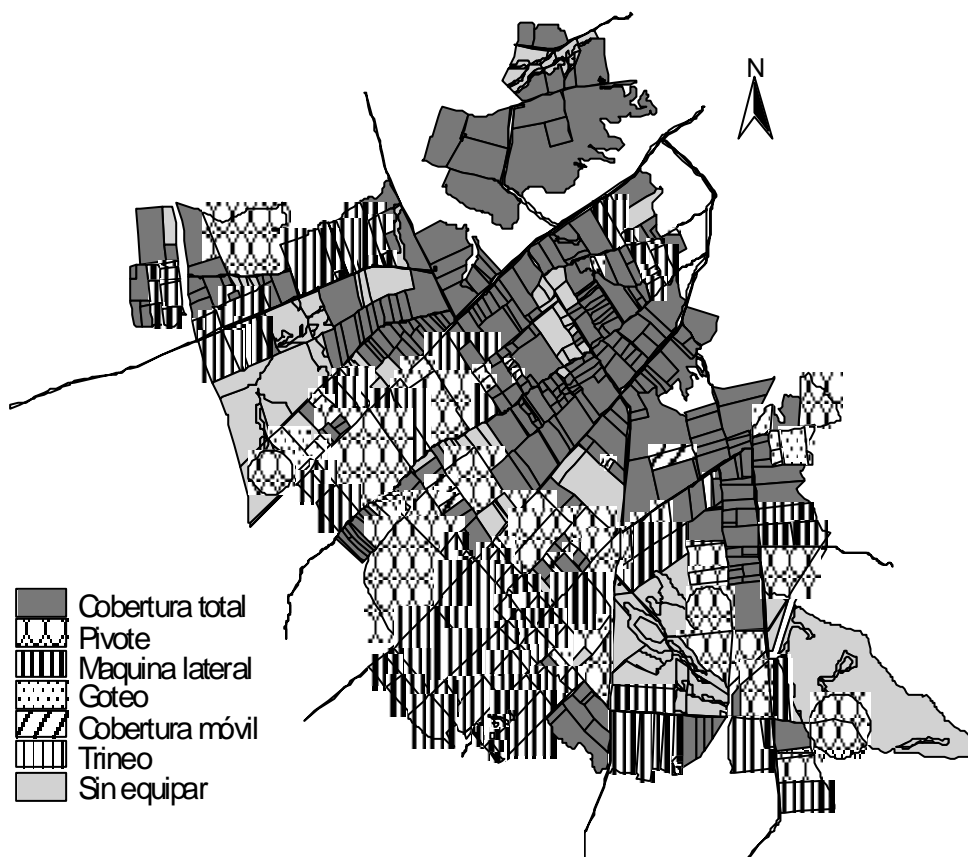 N
Cobertura total
Pivote
Maquina lateral
Goteo
Cobertura móvil
Trineo
Sin equipar